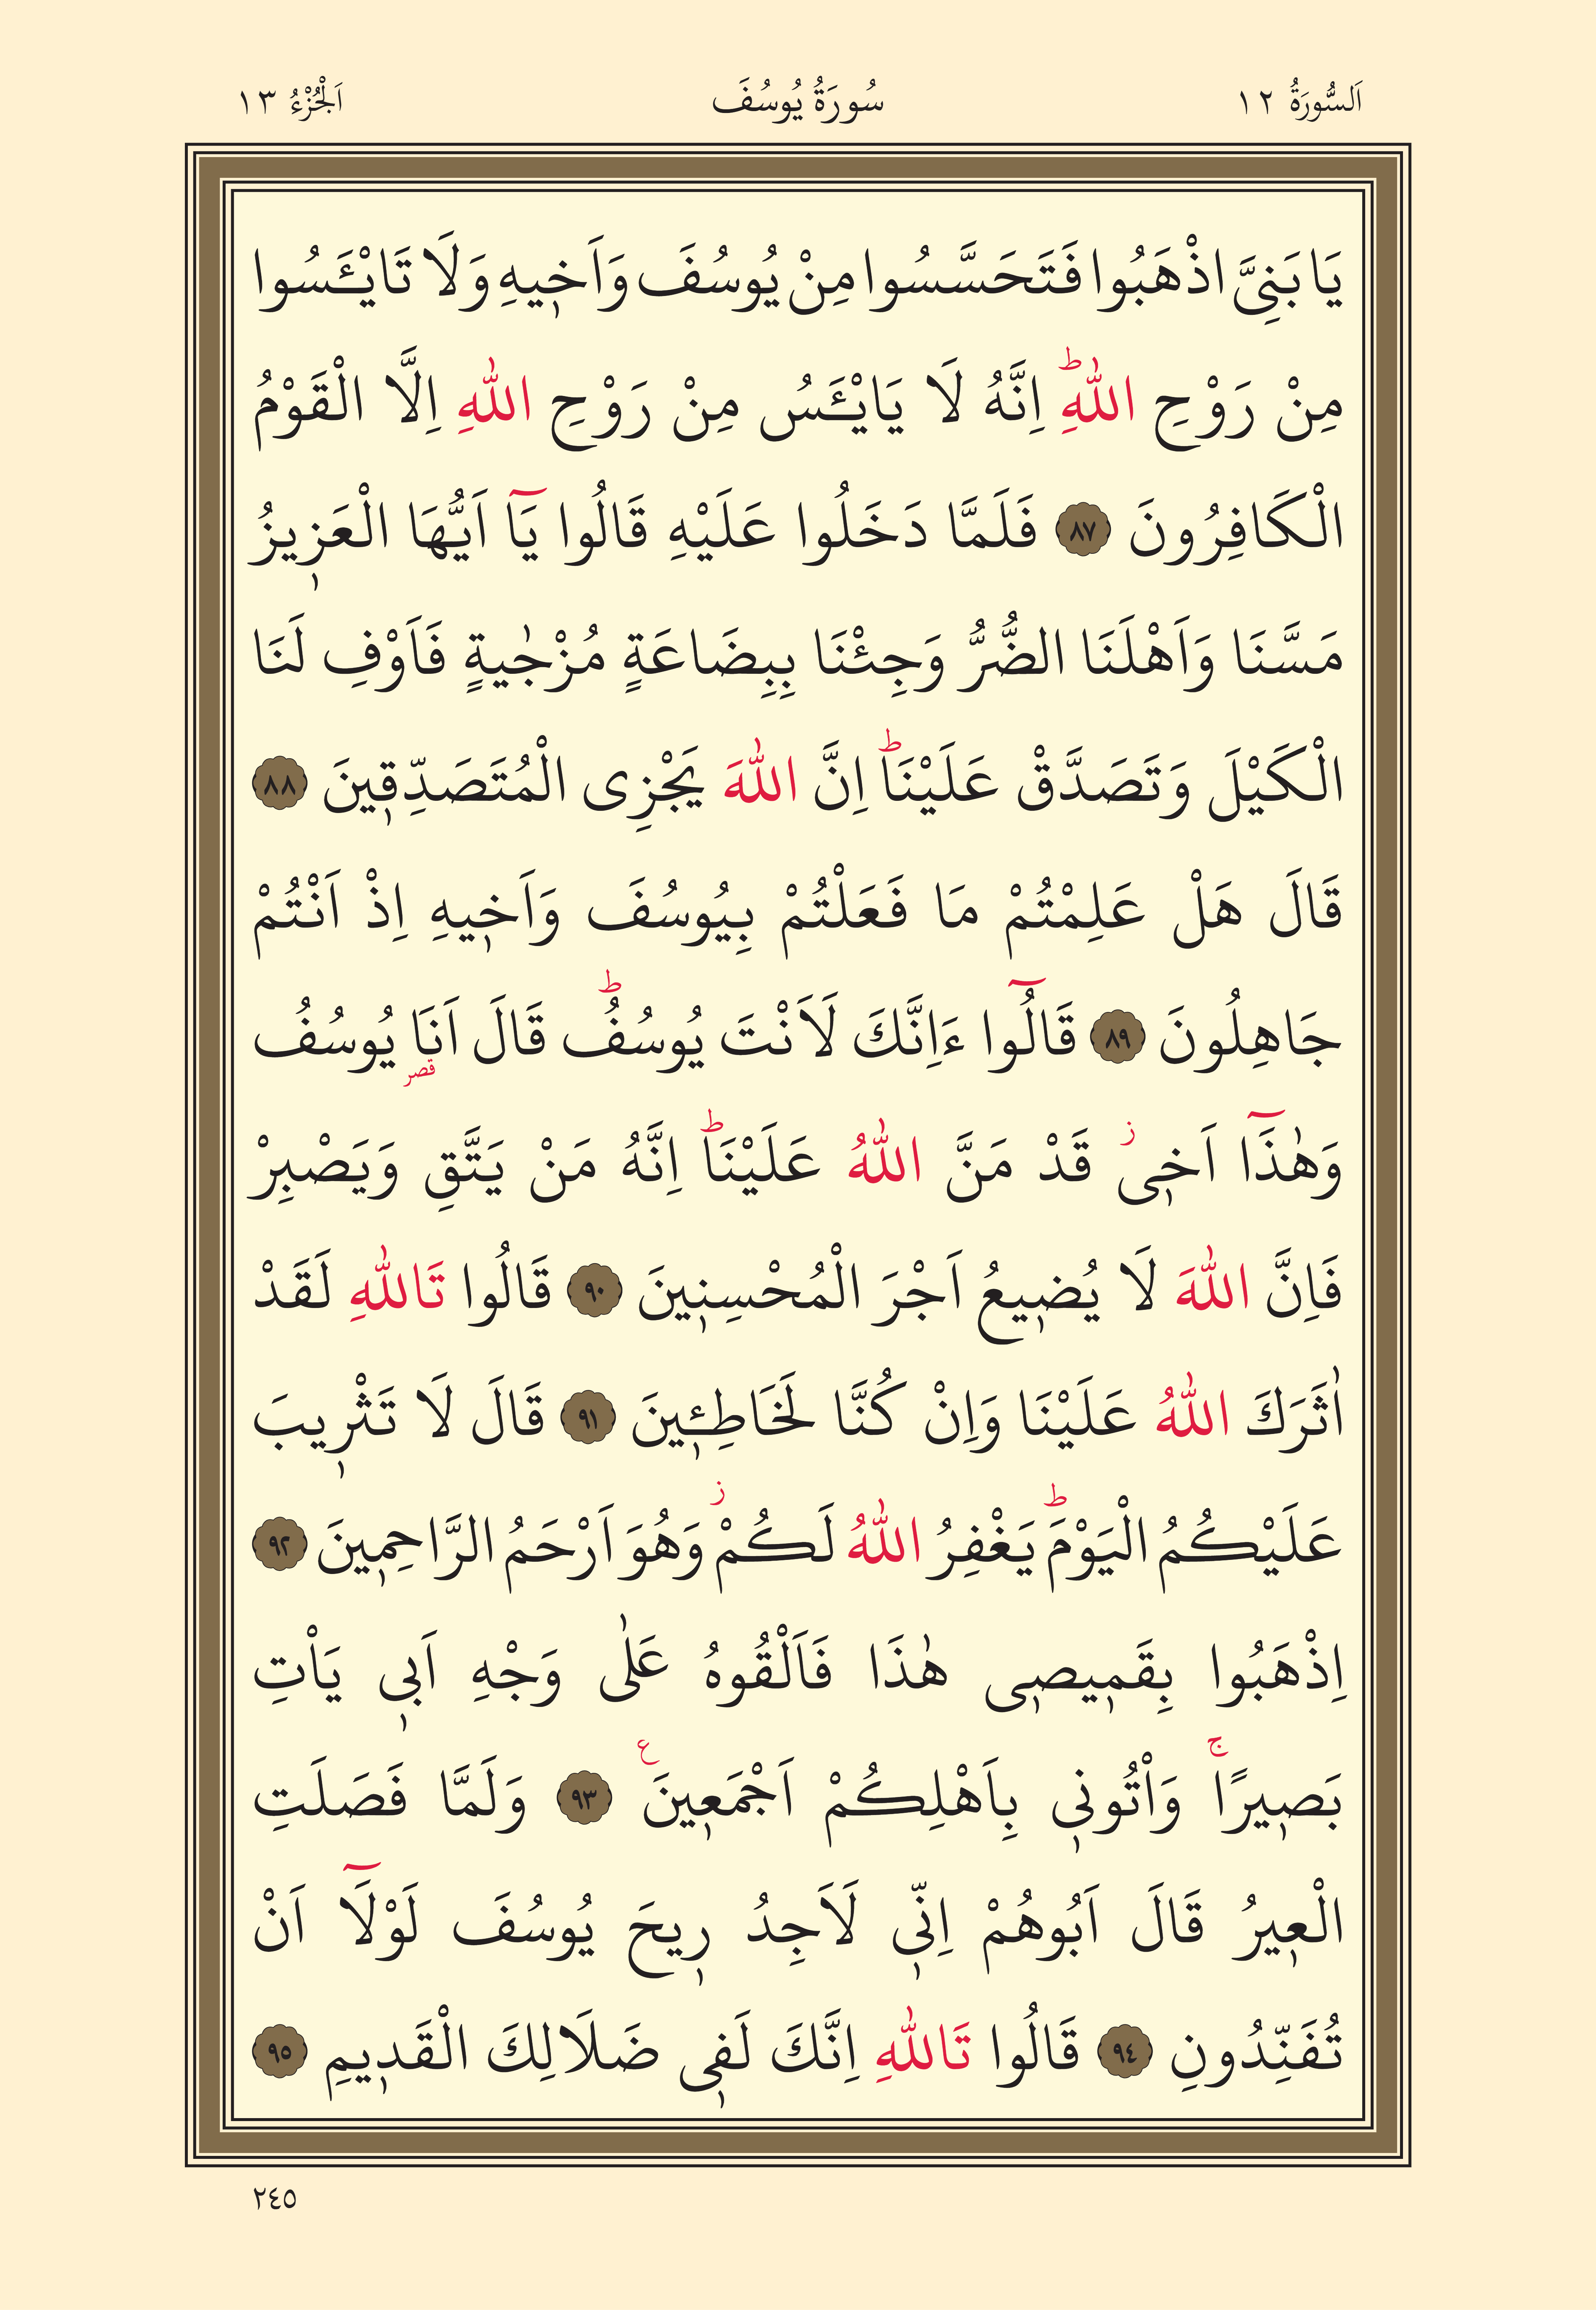 اَلسُّورَةُ ١٢ سُورَةُ يُوسُفَ اَلْجُزْءُ ١٣
يَا بَنِىَّ اذْهَبُوا فَتَحَسَّسُوا مِنْ يُوسُفَ وَاَخٖيهِ وَلَا تَايْـَٔسُوا
مِنْ رَوْحِ اللّٰهِؕ اِنَّهُ لَا يَايْـَٔسُ مِنْ رَوْحِ اللّٰهِ اِلَّا الْقَوْمُ
الْكَافِرُونَ ﴿٨٧﴾ فَلَمَّا دَخَلُوا عَلَيْهِ قَالُوا يَٓا اَيُّهَا الْعَزٖيزُ
مَسَّنَا وَاَهْلَنَا الضُّرُّ وَجِئْنَا بِبِضَاعَةٍ مُزْجٰيةٍ فَاَوْفِ لَنَا
الْكَيْلَ وَتَصَدَّقْ عَلَيْنَاؕ اِنَّ اللّٰهَ يَجْزِى الْمُتَصَدِّقٖينَ ﴿٨٨﴾
قَالَ هَلْ عَلِمْتُمْ مَا فَعَلْتُمْ بِيُوسُفَ وَاَخٖيهِ اِذْ اَنْتُمْ
جَاهِلُونَ ﴿٨٩﴾ قَالُٓوا ءَاِنَّكَ لَاَنْتَ يُوسُفُؕ قَالَ اَنَا۬ يُوسُفُ قصر
وَهٰذَٓا اَخٖىؗ قَدْ مَنَّ اللّٰهُ عَلَيْنَاؕ اِنَّهُ مَنْ يَتَّقِ وَيَصْبِرْ
فَاِنَّ اللّٰهَ لَا يُضٖيعُ اَجْرَ الْمُحْسِنٖينَ ﴿٩٠﴾ قَالُوا تَاللّٰهِ لَقَدْ
اٰثَرَكَ اللّٰهُ عَلَيْنَا وَاِنْ كُنَّا لَخَاطِـٖٔينَ ﴿٩١﴾ قَالَ لَا تَثْرٖيبَ
عَلَيْكُمُ الْيَوْمَؕ يَغْفِرُ اللّٰهُ لَكُمْؗ وَهُوَ اَرْحَمُ الرَّاحِمٖينَ ﴿٩٢﴾
اِذْهَبُوا بِقَمٖيصٖى هٰذَا فَاَلْقُوهُ عَلٰى وَجْهِ اَبٖى يَاْتِ
بَصٖيرًاۚ وَاْتُونٖى بِاَهْلِكُمْ اَجْمَعٖينَ ع ﴿٩٣﴾ وَلَمَّا فَصَلَتِ
الْعٖيرُ قَالَ اَبُوهُمْ اِنّٖى لَاَجِدُ رٖيحَ يُوسُفَ لَوْلَٓا اَنْ
تُفَنِّدُونِ ﴿٩٤﴾ قَالُوا تَاللّٰهِ اِنَّكَ لَفٖى ضَلَالِكَ الْقَدٖيمِ ﴿٩٥﴾
٢٤٥